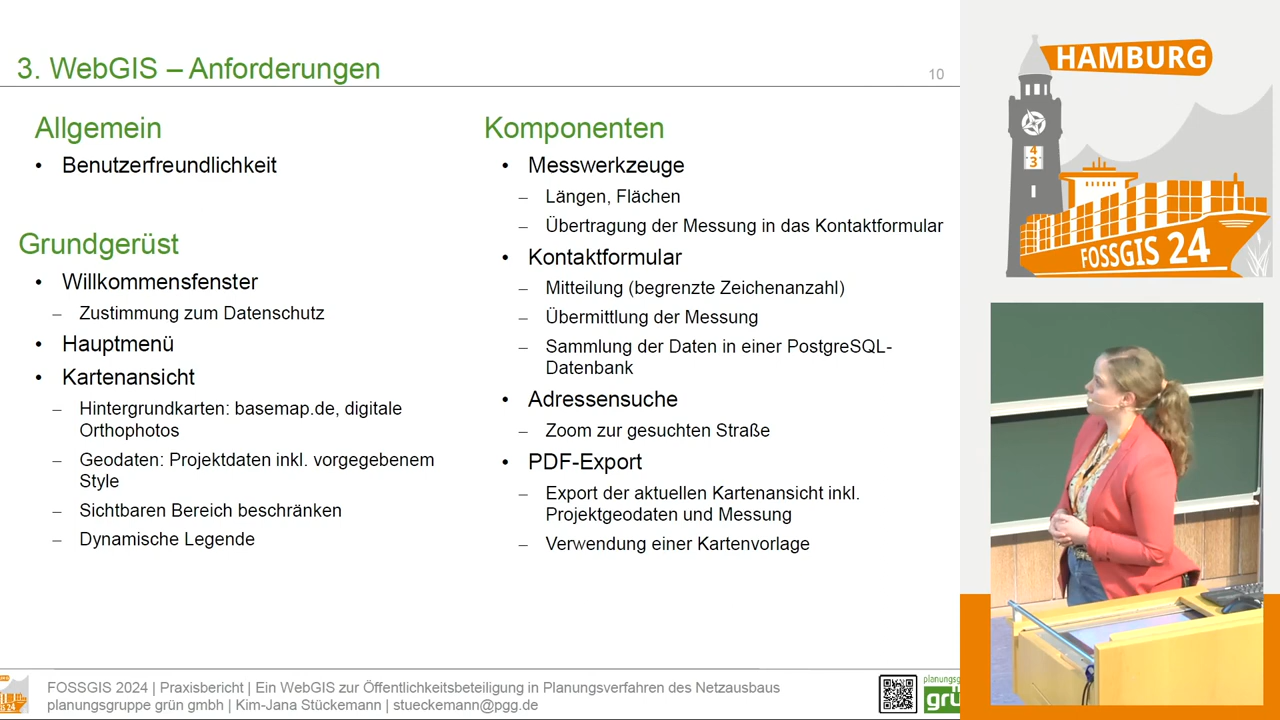 3. WebGIS – Anforderungen
10
Allgemein
• Benutzerfreundlichkeit
Grundgerüst
• Willkommensfenster
– Zustimmung zum Datenschutz
• Hauptmenü
• Kartenansicht
– Hintergrundkarten: basemap.de, digitale
Orthophotos
– Geodaten: Projektdaten inkl. vorgegebenem
Style
– Sichtbaren Bereich beschränken
– Dynamische Legende
Komponenten
• Messwerkzeuge
– Längen, Flächen
– Übertragung der Messung in das Kontaktformular
• Kontaktformular
– Mitteilung (begrenzte Zeichenanzahl)
– Übermittlung der Messung
– Sammlung der Daten in einer PostgreSQL-
Datenbank
• Adressensuche
– Zoom zur gesuchten Straße
• PDF-Export
– Export der aktuellen Kartenansicht inkl.
Projektgeodaten und Messung
– Verwendung einer Kartenvorlage
FOSSGIS 2024 | Praxisbericht | Ein WebGIS zur Öffentlichkeitsbeteiligung in Planungsverfahren des Netzausbaus
planungsgruppe grün gmbh | Kim-Jana Stückemann | stueckemann@pgg.de
HAMBURG
4
3
FOSSGIS 24